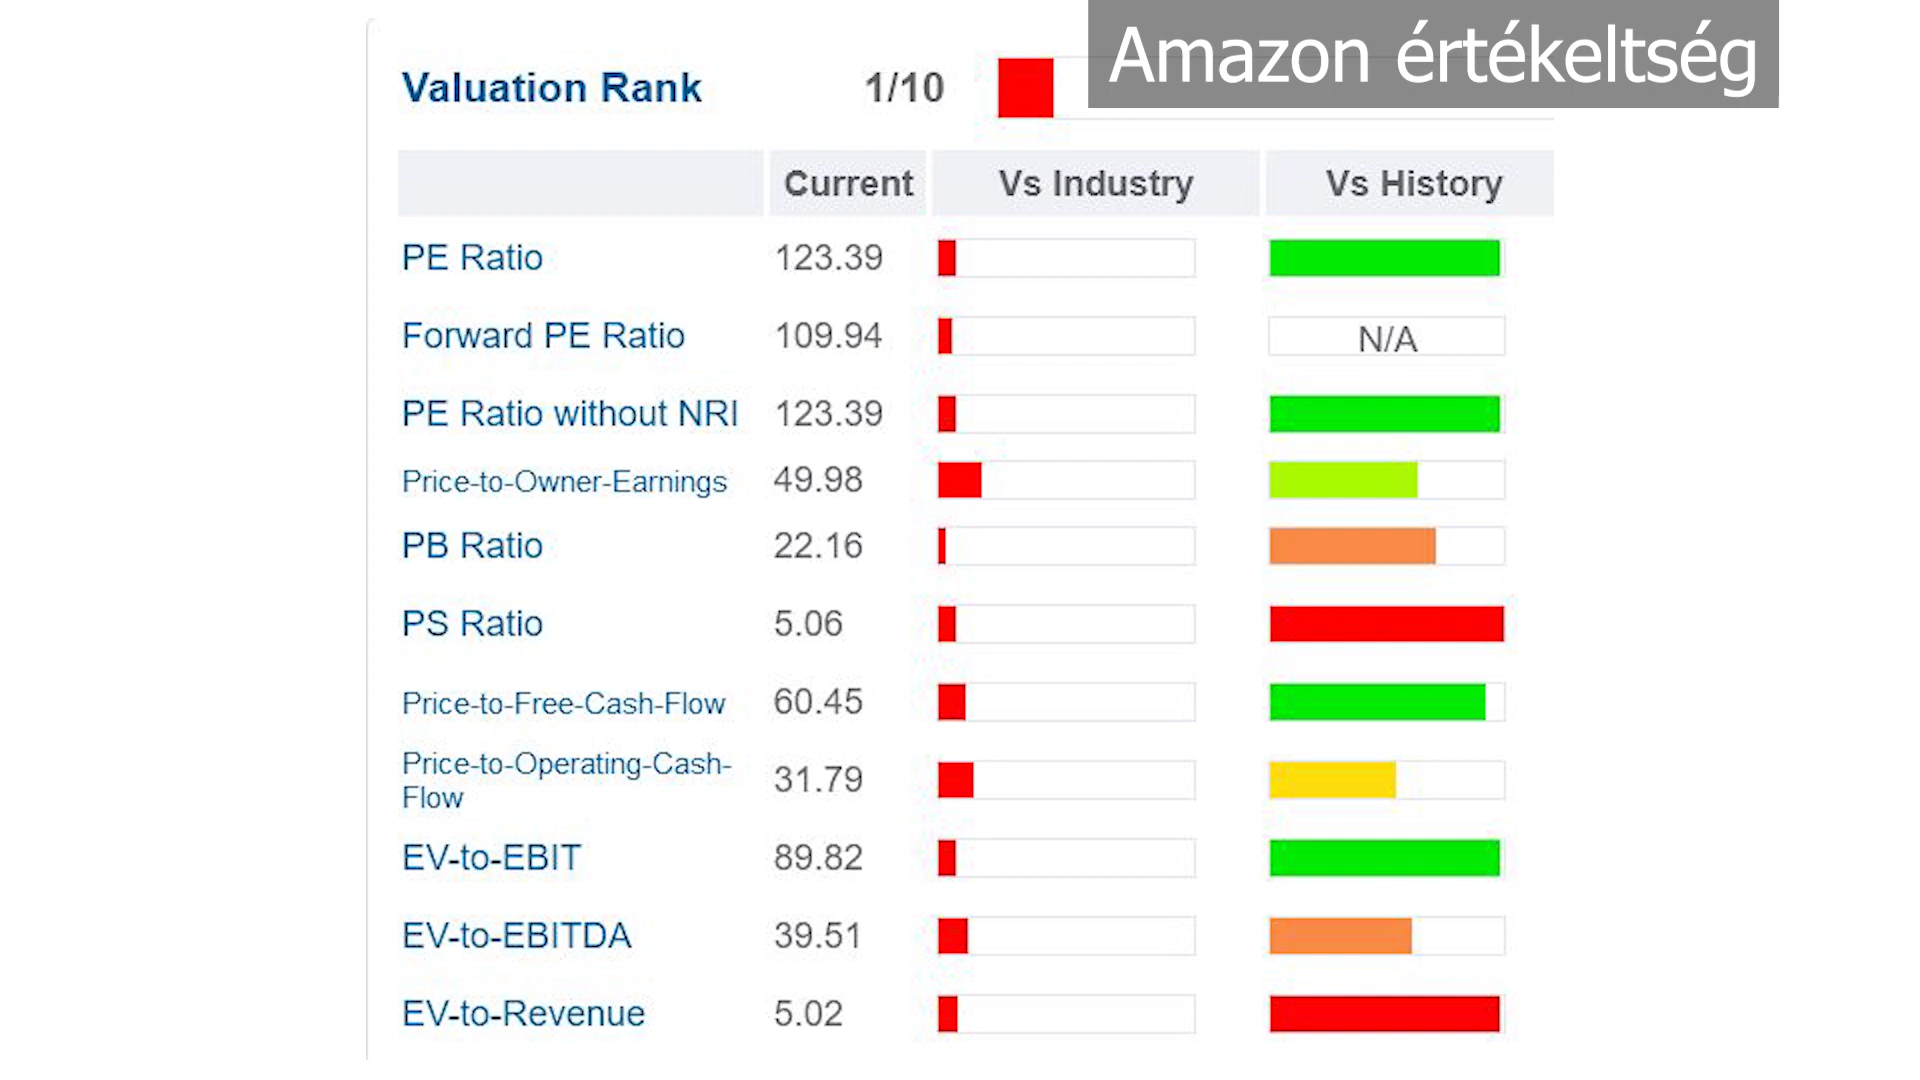 Amazon értékeltség
Valuation Rank 1/10
Current Vs Industry Vs History
PE Ratio 123.39
Forward PE Ratio 109.94 N/A
PE Ratio without NRI 123.39
Price-to-Owner-Earnings 49.98
PB Ratio 22.16
PS Ratio 5.06
Price-to-Free-Cash-Flow 60.45
Price-to-Operating-Cash-
Flow 31.79
EV-to-EBIT 89.82
EV-to-EBITDA 39.51
EV-to-Revenue 5.02